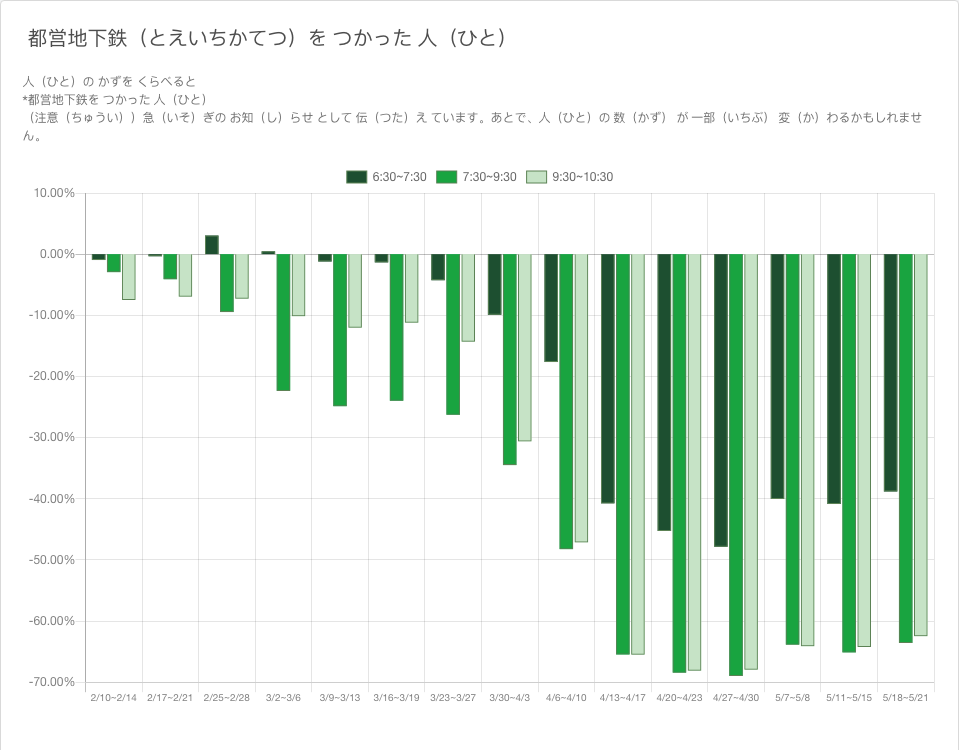 都営地下鉄（とえいちかてつ）を つかった 人（ひと）
人（ひと）の かずを くらべると
*都営地下鉄を つかった 人（ひと）
（注意（ちゅうい））急（いそ）ぎの お知（し）らせ として 伝（つた）え ています。あとで、人（ひと）の 数（かず） が 一部（いちぶ） 変（か）わるかもしれませ
ん。
6:30~7:30 7:30~9:30 9:30~10:30
10.00%
0.00%
-10.00%
-20.00%
-30.00%
-40.00%
-50.00%
-60.00%
-70.00%
2/10~2/14 2/17~2/21 2/25~2/28 3/2~3/6 3/9~3/13 3/16~3/19 3/23~3/27 3/30~4/3 4/6~4/10 4/13~4/17 4/20~4/23 4/27~4/30 5/7~5/8 5/11~5/15 5/18~5/21